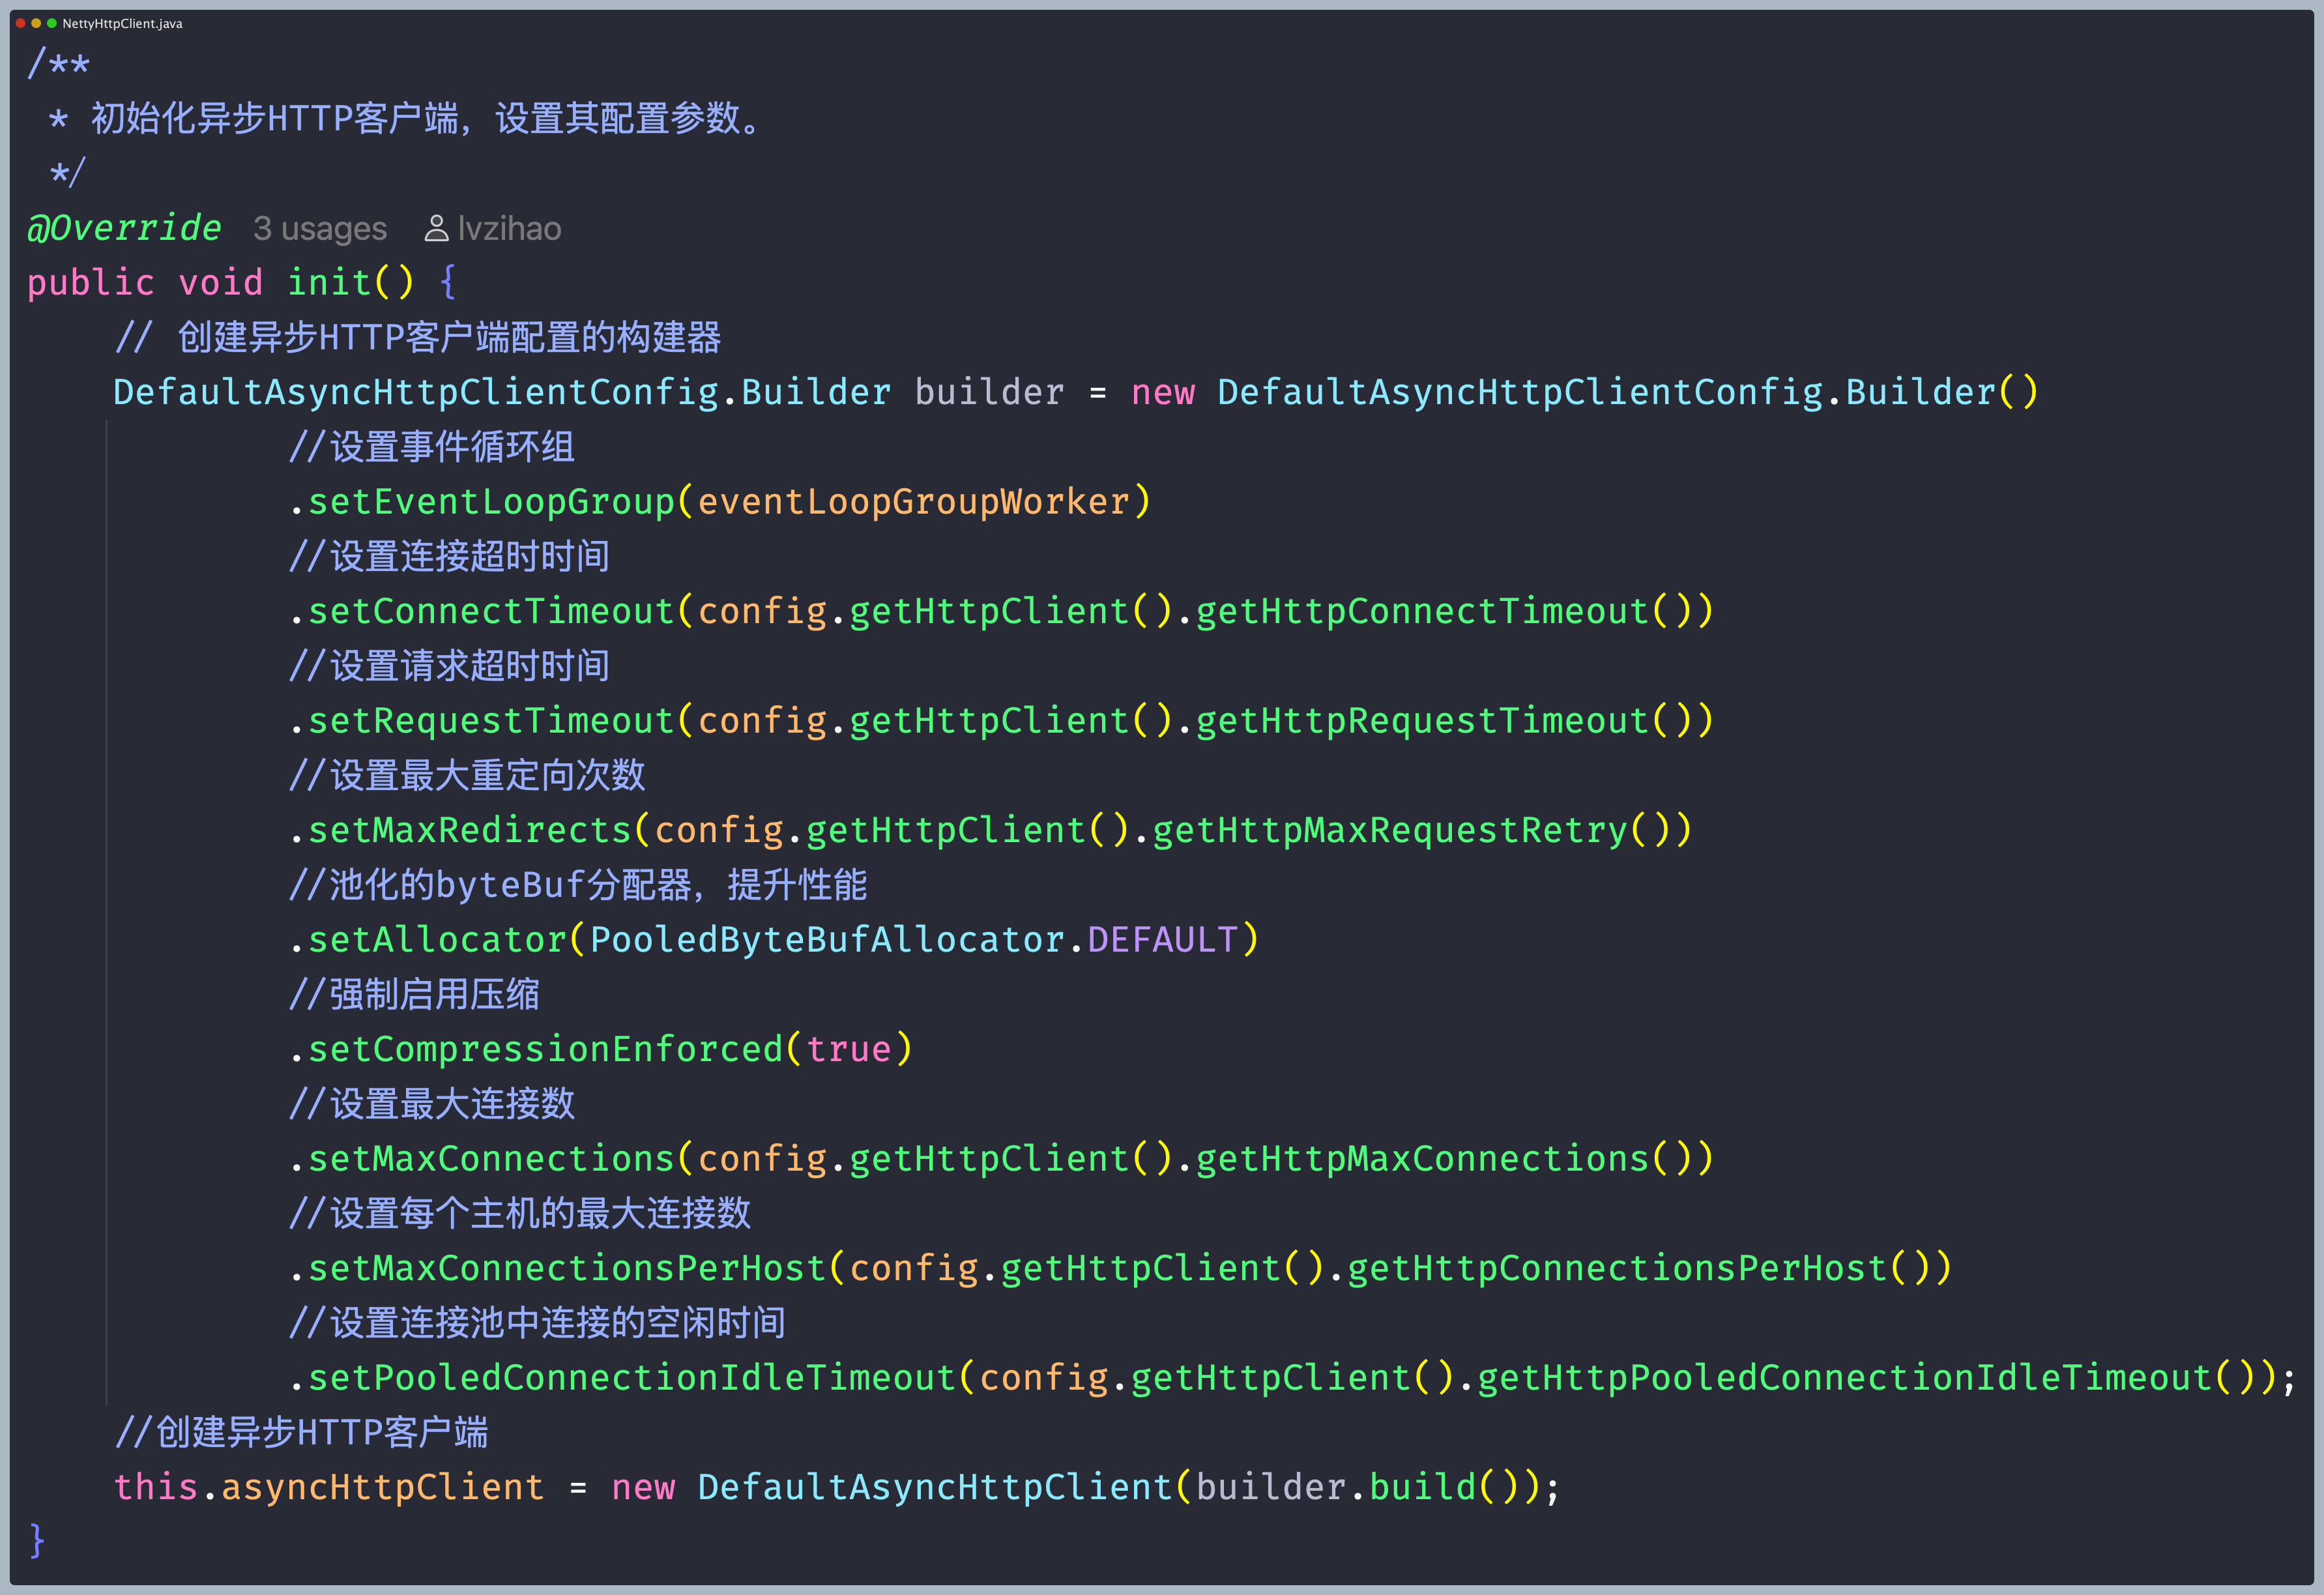 NettyHttpClient.java
/**
 * 初始化异步HTTP客户端，设置其配置参数。
 */
@Override 3 usages lvzihao
public void init() {
    // 创建异步HTTP客户端配置的构建器
    DefaultAsyncHttpClientConfig.Builder builder = new DefaultAsyncHttpClientConfig.Builder()
            //设置事件循环组
            .setEventLoopGroup(eventLoopGroupWorker)
            //设置连接超时时间
            .setConnectTimeout(config.getHttpClient().getHttpConnectTimeout())
            //设置请求超时时间
            .setRequestTimeout(config.getHttpClient().getHttpRequestTimeout())
            //设置最大重定向次数
            .setMaxRedirects(config.getHttpClient().getHttpMaxRequestRetry())
            //池化的byteBuf分配器，提升性能
            .setAllocator(PooledByteBufAllocator.DEFAULT)
            //强制启用压缩
            .setCompressionEnforced(true)
            //设置最大连接数
            .setMaxConnections(config.getHttpClient().getHttpMaxConnections())
            //设置每个主机的最大连接数
            .setMaxConnectionsPerHost(config.getHttpClient().getHttpConnectionsPerHost())
            //设置连接池中连接的空闲时间
            .setPooledConnectionIdleTimeout(config.getHttpClient().getHttpPooledConnectionIdleTimeout());
    //创建异步HTTP客户端
    this.asyncHttpClient = new DefaultAsyncHttpClient(builder.build());
}